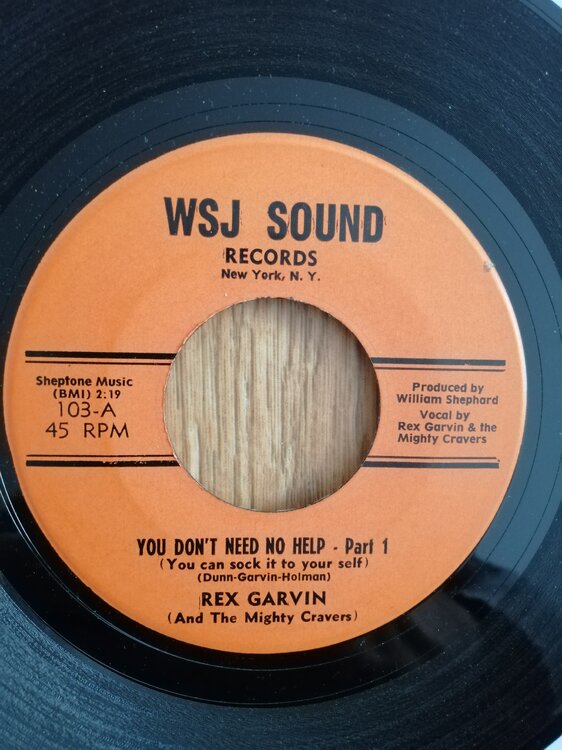 WSJ SOUND
RECORDS
New York, N. Y.
Sheptone Music
(BMI) 2:19
103-A
45 RPM
Produced by
William Shephard
Vocal by
Rex Garvin & the
Mighty Cravers
YOU DON'T NEED NO HELP - Part 1
(You can sock it to your self)
(Dunn-Garvin-Holman)
REX GARVIN
(And The Mighty Cravers)